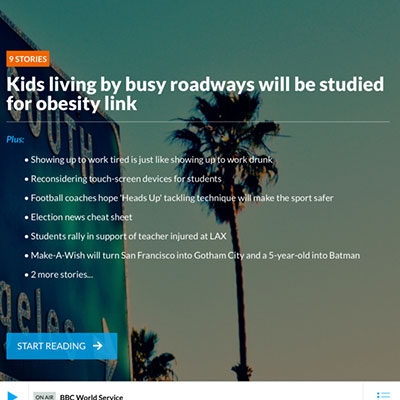 9 STORIES
Kids living by busy roadways will be studied
for obesity link
Plus:
• Showing up to work tired is just like showing up to work drunk
• Reconsidering touch-screen devices for students
• Football coaches hope 'Heads Up' tackling technique will make the sport safer
• Election news cheat sheet
• Students rally in support of teacher injured at LAX
• Make-A-Wish will turn San Francisco into Gotham City and a 5-year-old into Batman
• 2 more stories...
SOUTH
Angeles
START READING →
ON AIR BBC World Service